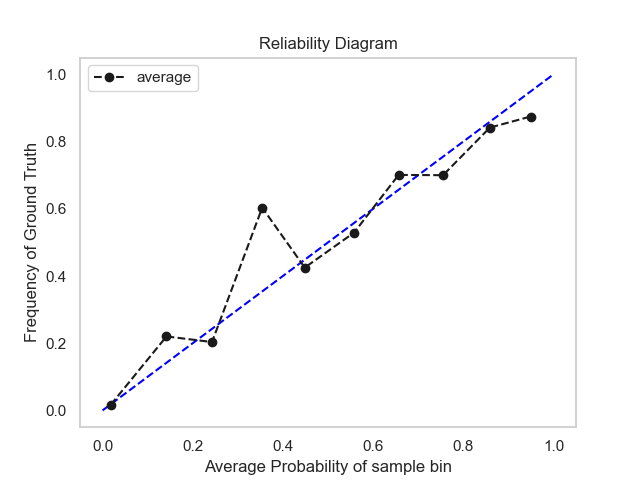 Reliability Diagram
average
Frequency of Ground Truth
1.0
0.8
0.6
0.4
0.2
0.0
0.0 0.2 0.4 0.6 0.8 1.0
Average Probability of sample bin